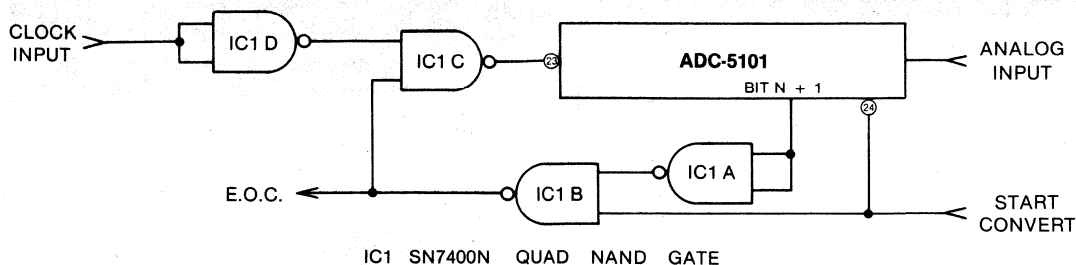 CLOCK
INPUT
IC1 D
IC1 C
23
ADC-5101
BIT N + 1
24
ANALOG
INPUT
IC1 A
IC1 B
E.O.C.
START
CONVERT
IC1 SN7400N QUAD NAND GATE